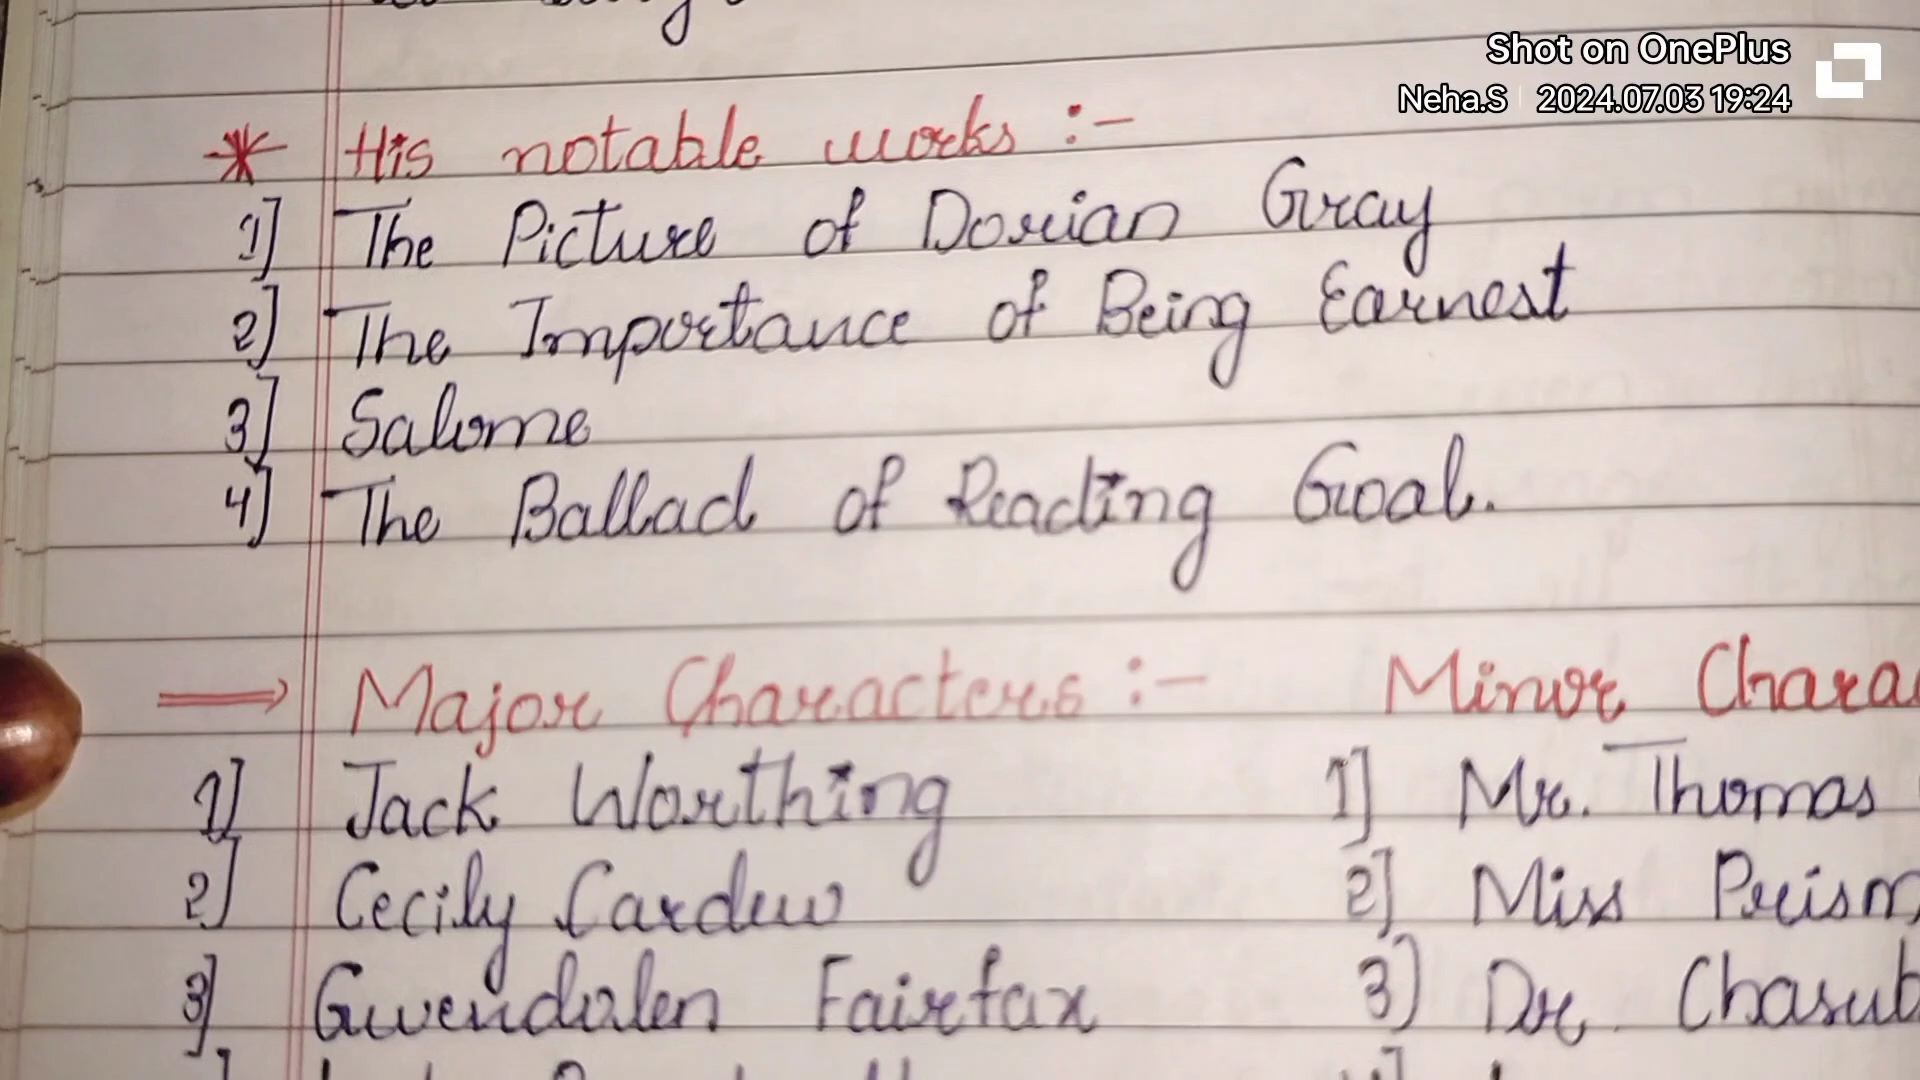 Shot on OnePlus
Neha.S | 2024.07.03 19:24
* His notable works :-
1] The Picture of Dorian Gray
2] The Importance of Being Earnest
3] Salome
4] The Ballad of Reading Goal.
⟹ Major Characters :- Minor Chara
1] Jack Worthing 1] Mr. Thomas
2] Cecily Cardew 2] Miss Prism
3] Gwendolen Fairfax 3) Dr. Chasub